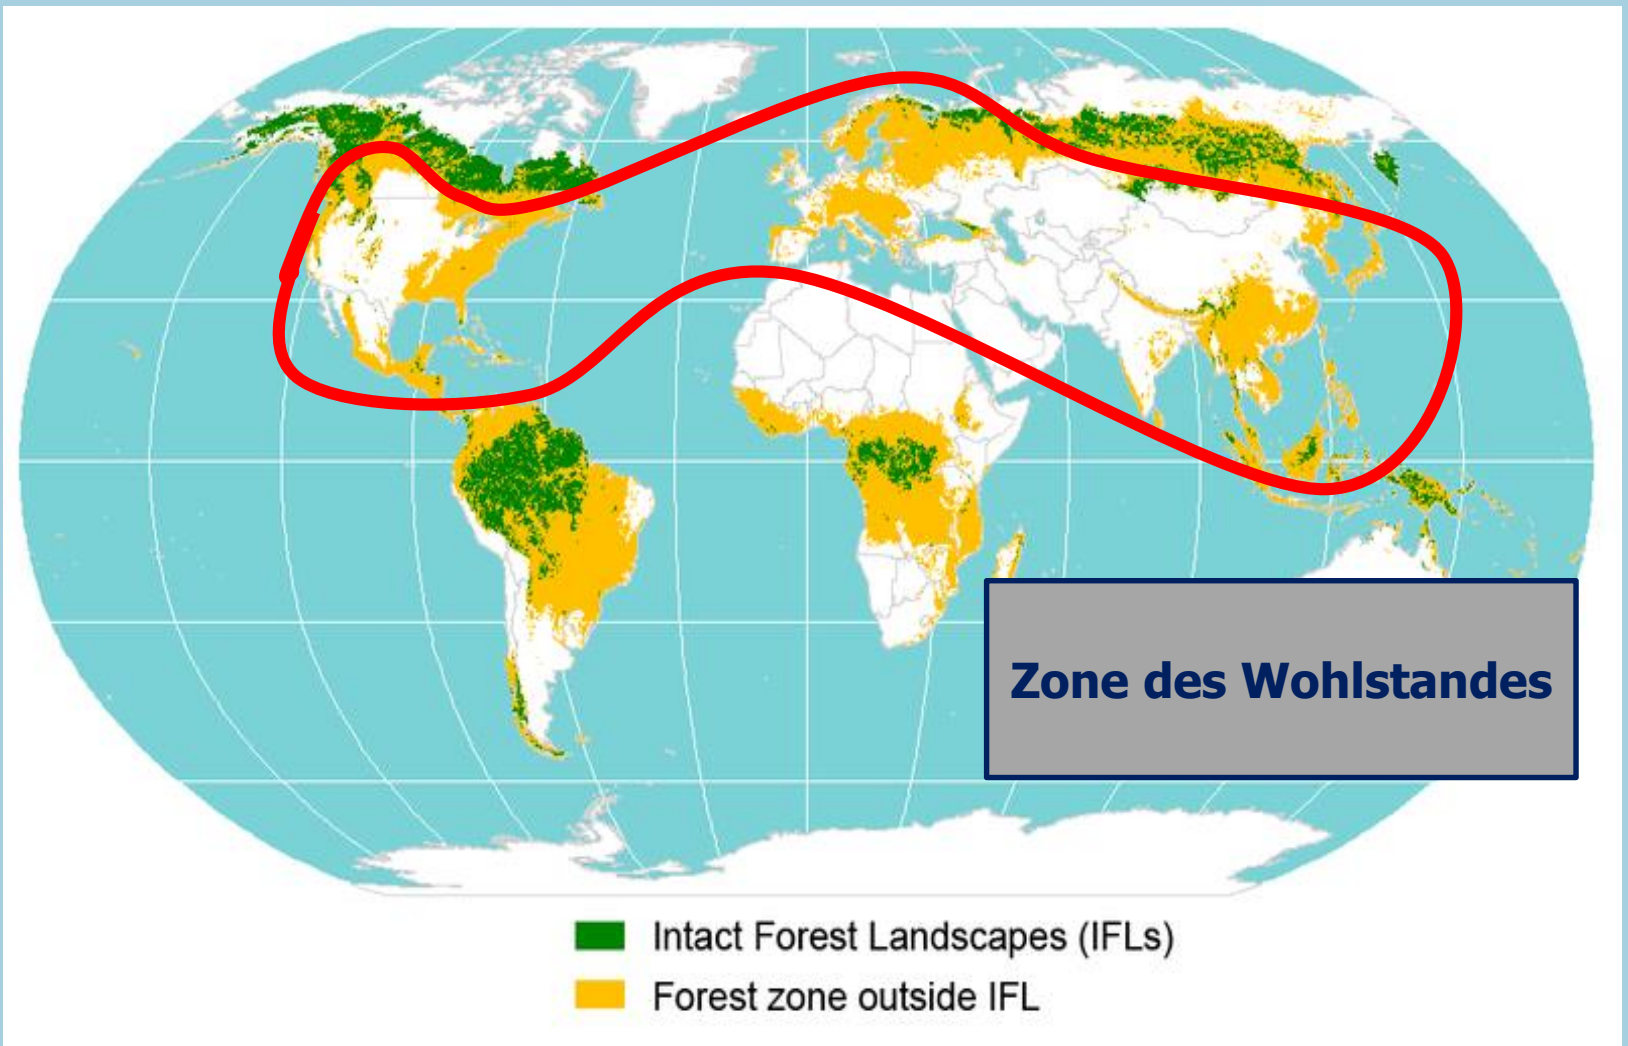 Zone des Wohlstandes
Intact Forest Landscapes (IFLs)
Forest zone outside IFL